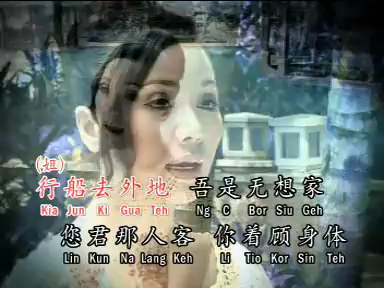 (姐)
行船去外地 吾是无想家
Kia Jun Ki Gua Teh Ng C Bor Siu Geh
您君那人客 你着顾身体
Lin Kun Na Lang Keh Li Tio Kor Sin Teh